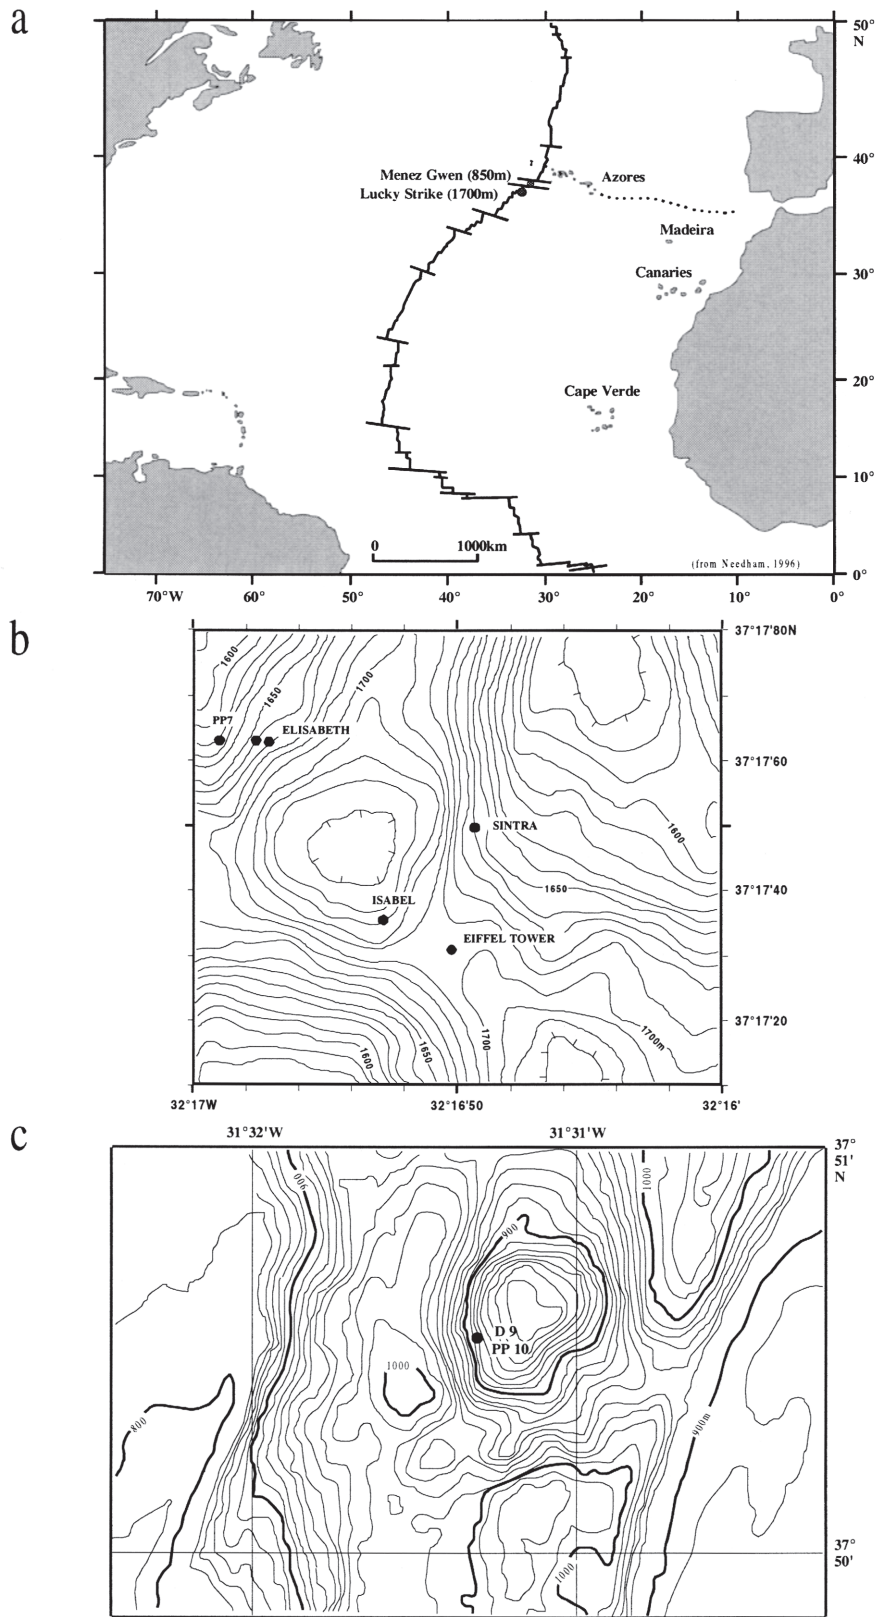 a
50°
N
40°
30°
20°
10°
0°
Menez Gwen (850m)
Lucky Strike (1700m)
Azores
Madeira
Canaries
Cape Verde
0 1000km
(from Needham, 1996)
70°W 60° 50° 40° 30° 20° 10° 0°
b
37°17'80N
37°17'60
37°17'40
37°17'20
1600
1650
1700
PP7
ELISABETH
SINTRA
1600
1650
ISABEL
EIFFEL TOWER
1600
1650
1700
1700m
32°17'W 32°16'50 32°16'
c
31°32'W 31°31'W
37°
51'
N
900
1000
900
D 9
PP 10
1000
800
900m
1000
37°
50'